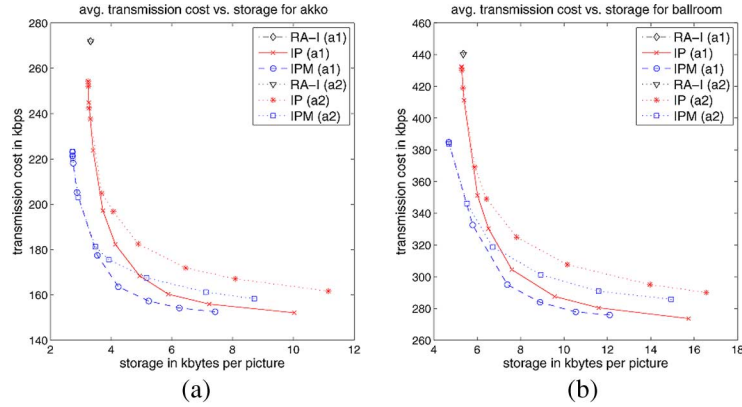 avg. transmission cost vs. storage for akko
280
260
240
220
200
180
160
140
transmission cost in kbps
RA-I (a1)
IP (a1)
IPM (a1)
RA-I (a2)
IP (a2)
IPM (a2)
2 4 6 8 10 12
storage in kbytes per picture
(a)
avg. transmission cost vs. storage for ballroom
460
440
420
400
380
360
340
320
300
280
260
transmission cost in kbps
RA-I (a1)
IP (a1)
IPM (a1)
RA-I (a2)
IP (a2)
IPM (a2)
4 6 8 10 12 14 16 18
storage in kbytes per picture
(b)